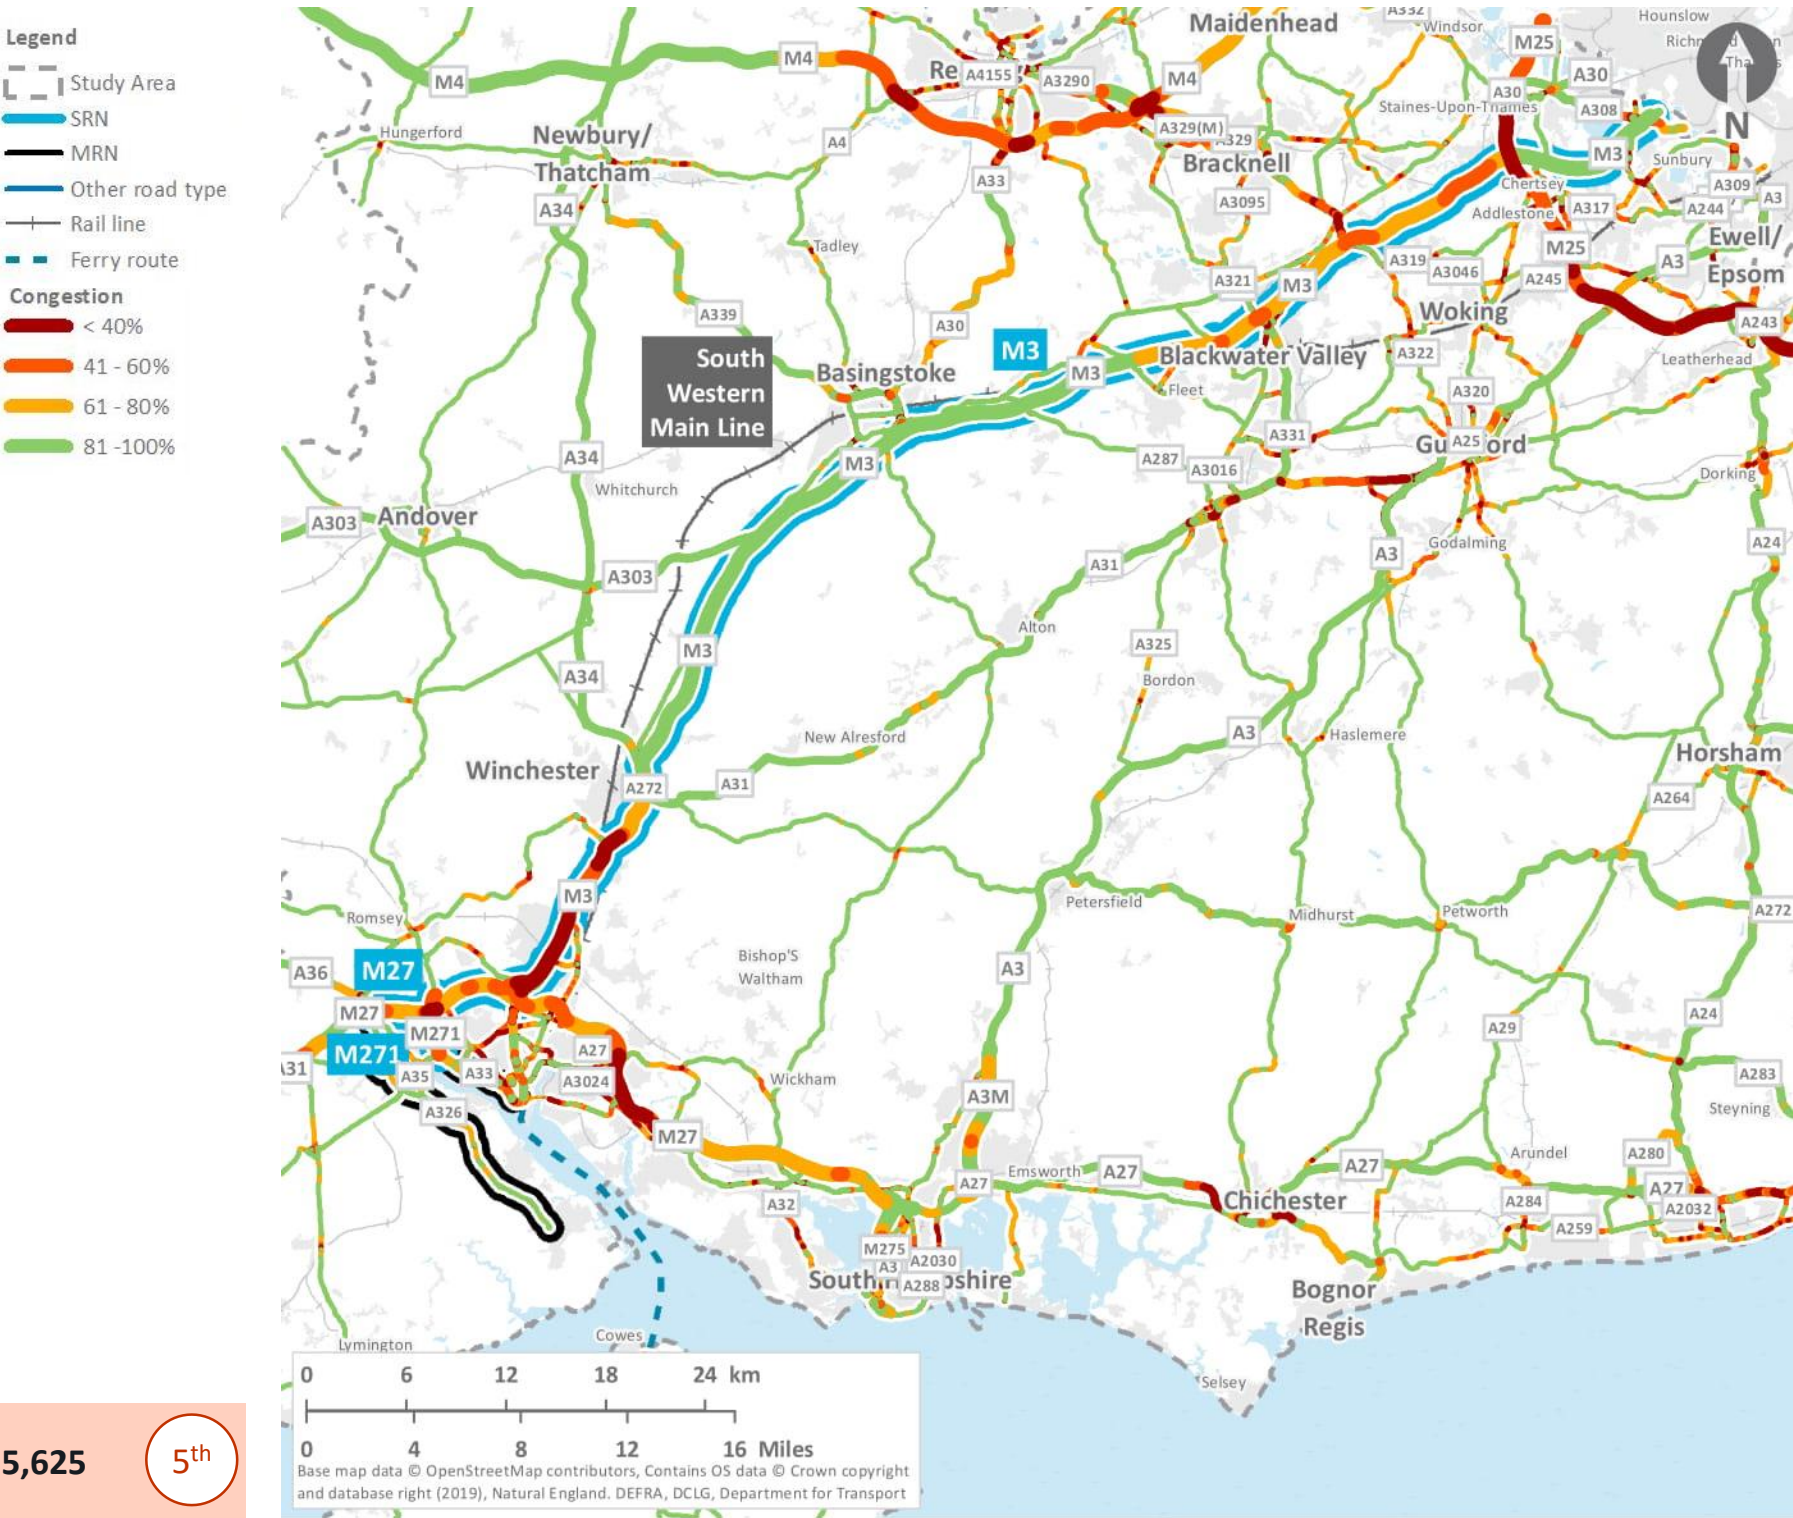 Legend
Study Area
SRN
MRN
Other road type
Rail line
Ferry route
Congestion
< 40%
41 - 60%
61 - 80%
81 -100%
5,625
5th
Maidenhead
A332
Windsor
Hounslow
M25
N
M4
M4
A4155
A3290
M4
A30
A30
A308
Staines-Upon-Thames
Hungerford
Newbury/
Thatcham
A4
A329(M)
A329
Bracknell
M3
Sunbury
A33
Chertsey
A309
A3
A34
A3095
Addlestone
A317
A244
Tadley
M25
Ewell/
Epsom
A319
A3046
A3
A321
M3
A245
A339
A30
Woking
A243
South
Western
Main Line
M3
Basingstoke
M3
Blackwater Valley
A322
Leatherhead
Fleet
A320
A331
A25
A34
M3
A287
A3016
Dorking
Whitchurch
A303
Andover
A3
Godalming
A24
A303
A31
Alton
M3
A325
A34
Bordon
New Alresford
A3
Haslemere
Horsham
Winchester
A272
A31
A264
M3
Romsey
Petersfield
Midhurst
Petworth
A272
Bishop'S
Waltham
A36
M27
A3
M27
M271
A24
A29
M271
A27
A31
A35
A33
A3024
Wickham
A283
A326
A3M
Steyning
M27
Arundel
A280
Emsworth
A27
A27
A27
A27
A32
Chichester
A284
A2032
A259
M275
A2030
A3
A288
Bognor
Regis
Lymington
Cowes
Selsey
0 6 12 18 24 km
0 4 8 12 16 Miles
Base map data © OpenStreetMap contributors, Contains OS data © Crown copyright
and database right (2019), Natural England. DEFRA, DCLG, Department for Transport